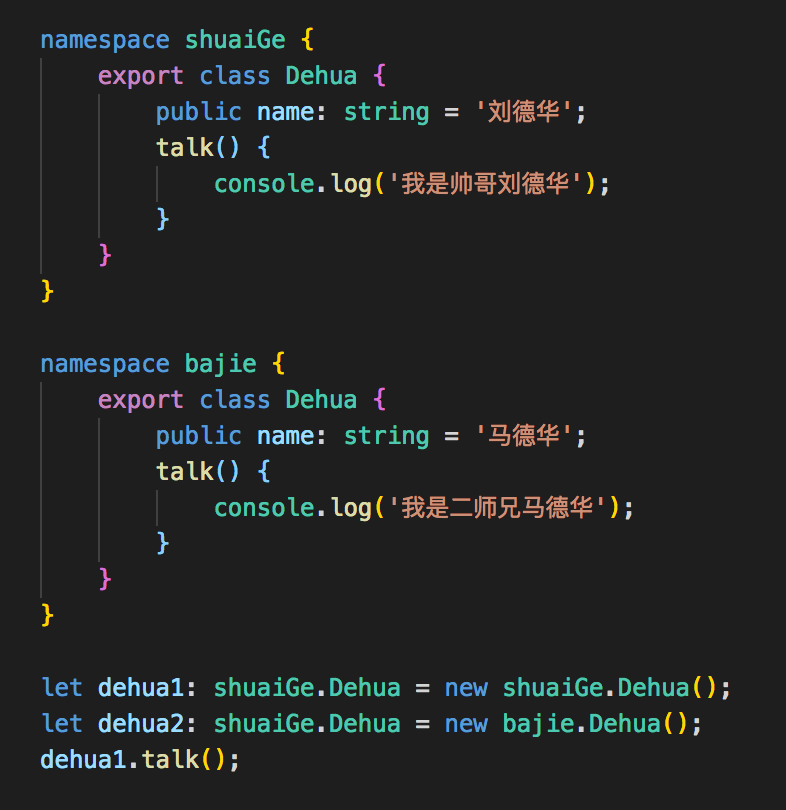 namespace shuaiGe {
    export class Dehua {
        public name: string = '刘德华';
        talk() {
            console.log('我是帅哥刘德华');
        }
    }
}

namespace bajie {
    export class Dehua {
        public name: string = '马德华';
        talk() {
            console.log('我是二师兄马德华');
        }
    }
}

let dehua1: shuaiGe.Dehua = new shuaiGe.Dehua();
let dehua2: shuaiGe.Dehua = new bajie.Dehua();
dehua1.talk();